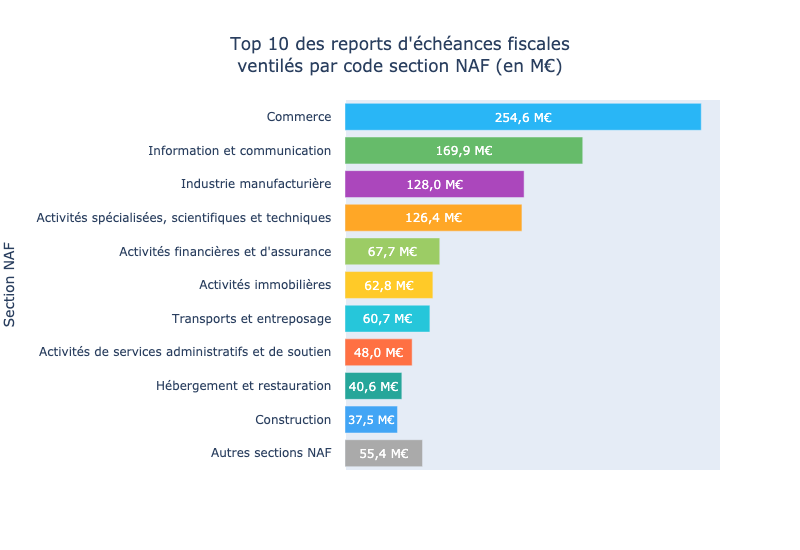 Top 10 des reports d'échéances fiscales
ventilés par code section NAF (en M€)
Section NAF
Commerce 254,6 M€
Information et communication 169,9 M€
Industrie manufacturière 128,0 M€
Activités spécialisées, scientifiques et techniques 126,4 M€
Activités financières et d'assurance 67,7 M€
Activités immobilières 62,8 M€
Transports et entreposage 60,7 M€
Activités de services administratifs et de soutien 48,0 M€
Hébergement et restauration 40,6 M€
Construction 37,5 M€
Autres sections NAF 55,4 M€